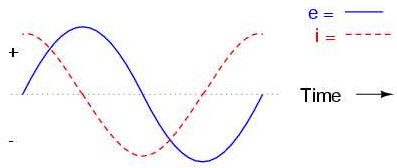 e =
i =
+
Time
-